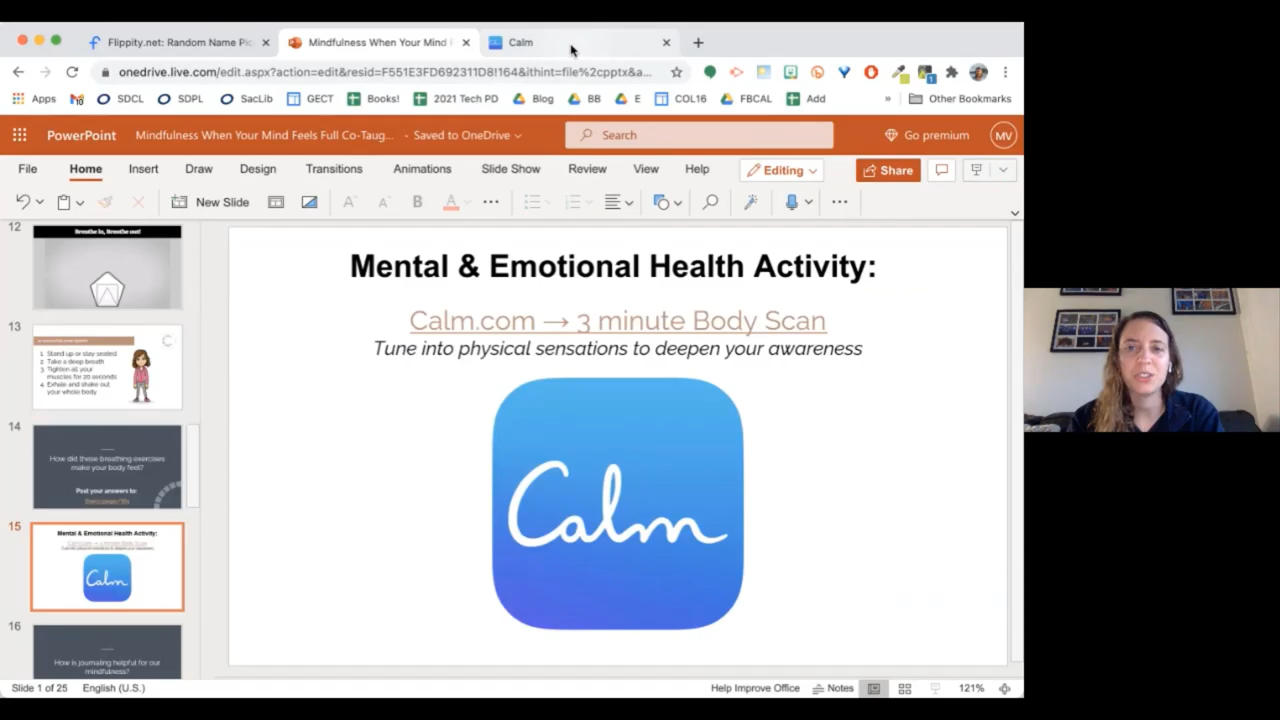 Flippity.net: Random Name Pic
Mindfulness When Your Mind F
Calm
onedrive.live.com/edit.aspx?action=edit&resid=F551E3FD692311D8!164&ithint=file%2cpptx&a...
Apps
SDCL
SDPL
SacLib
GECT
Books!
2021 Tech PD
Blog
BB
E
COL16
FBCAL
Add
»
Other Bookmarks
PowerPoint
Mindfulness When Your Mind Feels Full Co-Taug...
- Saved to OneDrive
Search
Go premium
MV
File
Home
Insert
Draw
Design
Transitions
Animations
Slide Show
Review
View
Help
Editing
Share
New Slide
12
Breathe in, Breathe out!
13
1. Stand up or stay seated
2. Take a deep breath
3. Tighten all your
muscles for 20 seconds
4. Exhale and shake out
your whole body
14
How did these breathing exercises
make your body feel?
Post your answers to:
15
Mental & Emotional Health Activity:
Calm.com → 3 minute Body Scan
Calm
16
How is journaling helpful for our
mindfulness?
Mental & Emotional Health Activity:
Calm.com → 3 minute Body Scan
Tune into physical sensations to deepen your awareness
Calm
Slide 1 of 25
English (U.S.)
Help Improve Office
Notes
121%